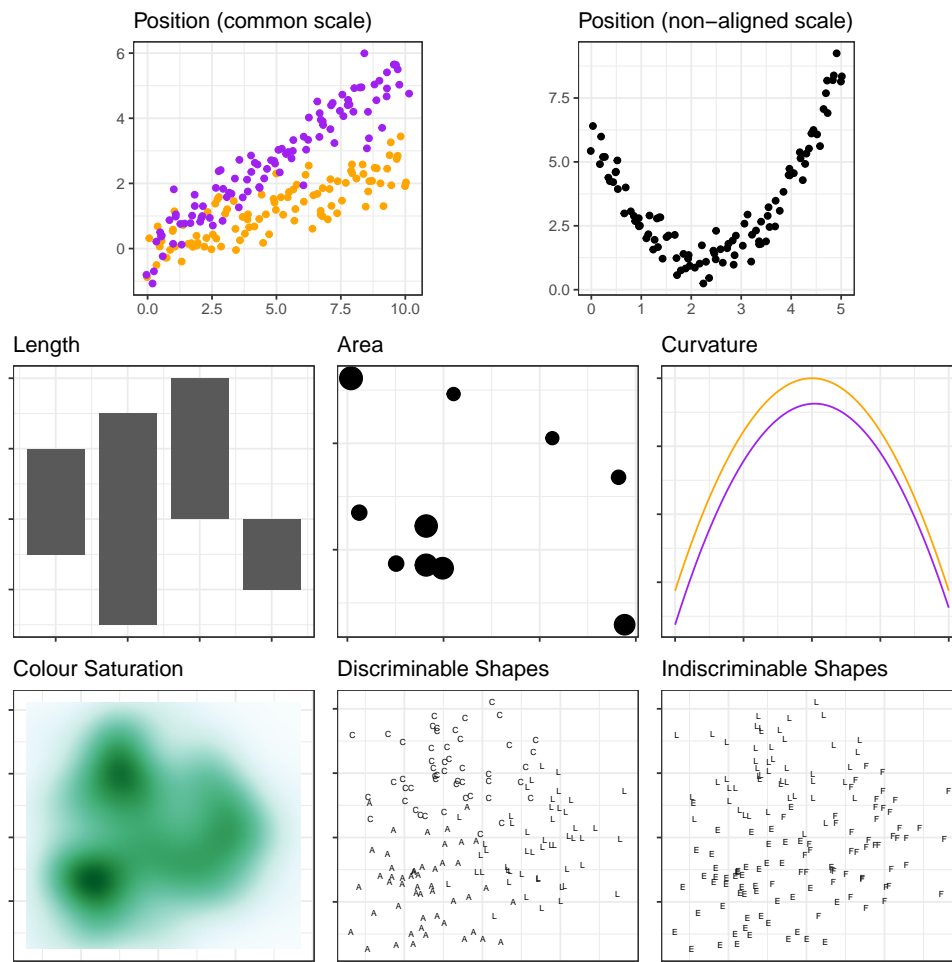 Position (common scale)
Position (non−aligned scale)
6
4
2
0
0.0 2.5 5.0 7.5 10.0
7.5
5.0
2.5
0.0
0 1 2 3 4 5
Length
Area
Curvature
Colour Saturation
Discriminable Shapes
Indiscriminable Shapes